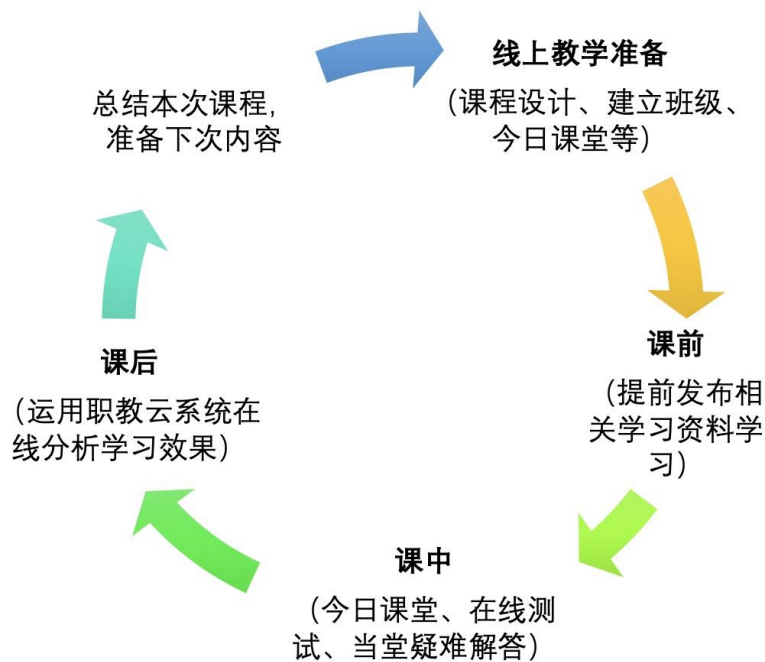 线上教学准备
（课程设计、建立班级、
今日课堂等）
课前
（提前发布相
关学习资料学
习）
课中
（今日课堂、在线测
试、当堂疑难解答）
课后
（运用职教云系统在
线分析学习效果）
总结本次课程，
准备下次内容